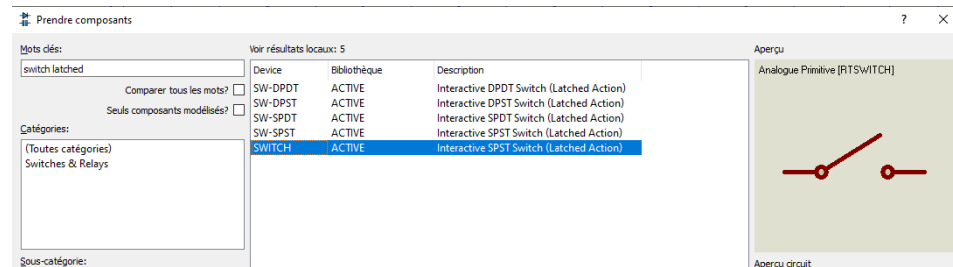 Prendre composants
? ×
Mots clés:
switch latched
Comparer tous les mots?
Seuls composants modélisés?
Catégories:
(Toutes catégories)
Switches & Relays
Sous-catégorie:
Voir résultats locaux: 5
Device Bibliothèque Description
SW-DPDT ACTIVE Interactive DPDT Switch (Latched Action)
SW-DPST ACTIVE Interactive DPST Switch (Latched Action)
SW-SPDT ACTIVE Interactive SPDT Switch (Latched Action)
SW-SPST ACTIVE Interactive SPST Switch (Latched Action)
SWITCH ACTIVE Interactive SPST Switch (Latched Action)
Aperçu
Analogue Primitive [RTSWITCH]
Aperçu circuit